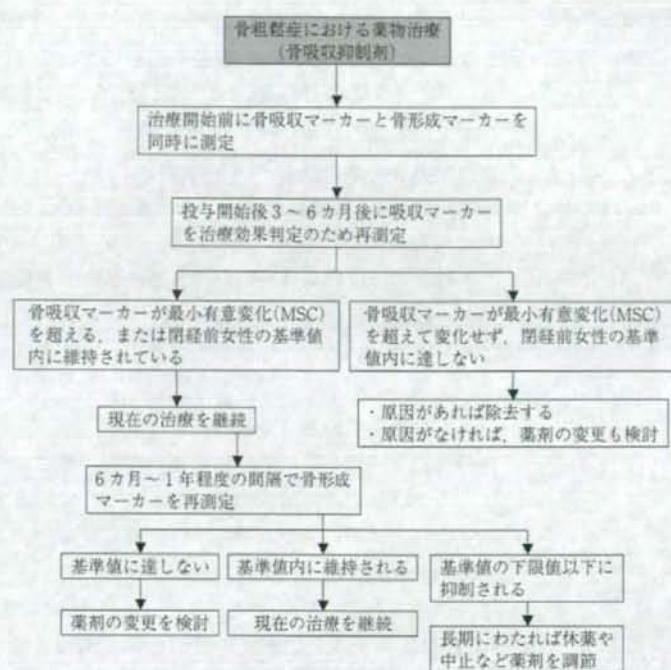 骨粗鬆症における薬物治療
(骨吸収抑制剤)
治療開始前に骨吸収マーカーと骨形成マーカーを
同時に測定
投与開始後3〜6カ月後に吸収マーカー
を治療効果判定のため再測定
骨吸収マーカーが最小有意変化(MSC)
を超える,または閉経前女性の基準値
内に維持されている
骨吸収マーカーが最小有意変化(MSC)
を超えて変化せず,閉経前女性の基準
値内に達しない
現在の治療を継続
・原因があれば除去する
・原因がなければ,薬剤の変更も検討
6カ月〜1年程度の間隔で骨形成
マーカーを再測定
基準値に達しない
基準値内に維持される
基準値の下限値以下に
抑制される
薬剤の変更を検討
現在の治療を継続
長期にわたれば休薬や
中止など薬剤を調節